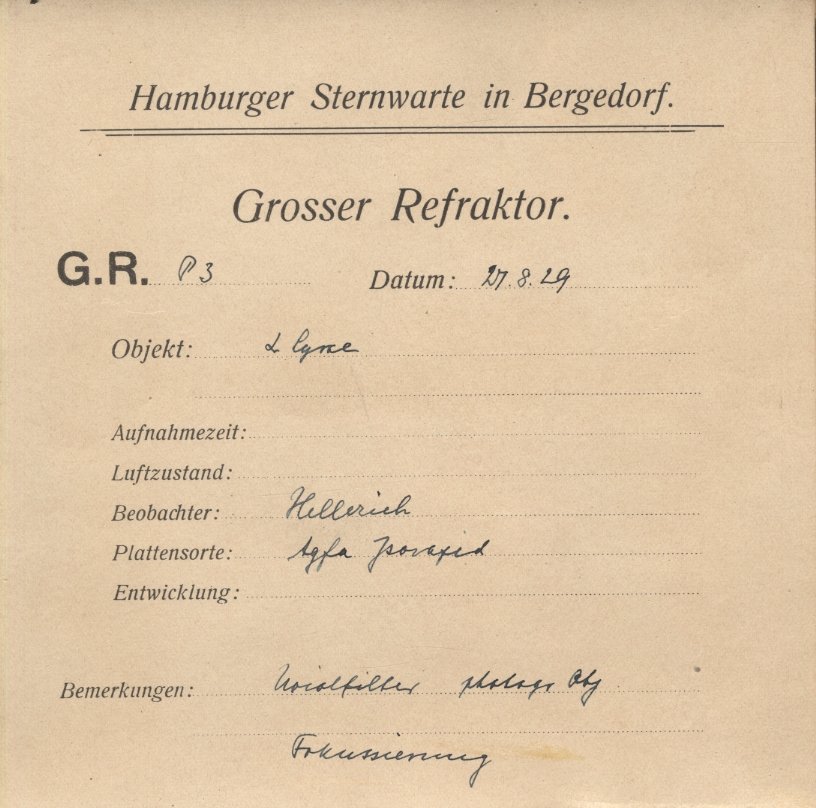 Hamburger Sternwarte in Bergedorf.
Grosser Refraktor.
G.R. P3 Datum: 27.8.29
Objekt: α Lyrae
Aufnahmezeit:
Luftzustand:
Beobachter: Hellerich
Plattensorte: Agfa Isorapid
Entwicklung:
Bemerkungen: photogr Obj
Fokussierung